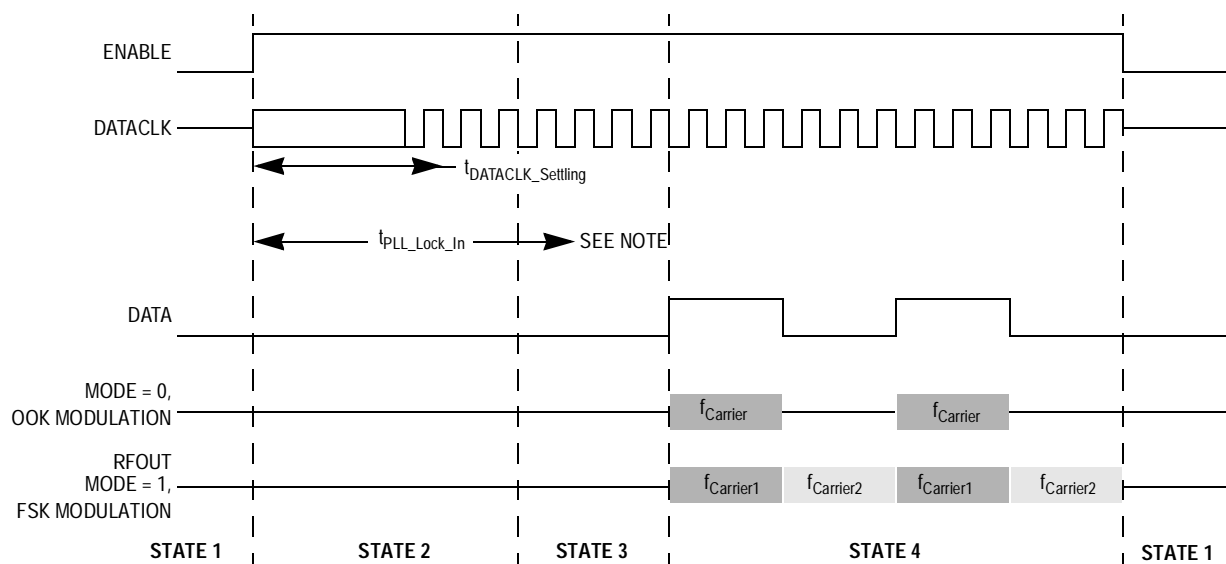 ENABLE
DATACLK
tDATACLK_Settling
tPLL_Lock_In
SEE NOTE
DATA
MODE = 0,
OOK MODULATION
fCarrier
fCarrier
RFOUT
MODE = 1,
FSK MODULATION
fCarrier1
fCarrier2
fCarrier1
fCarrier2
STATE 1
STATE 2
STATE 3
STATE 4
STATE 1